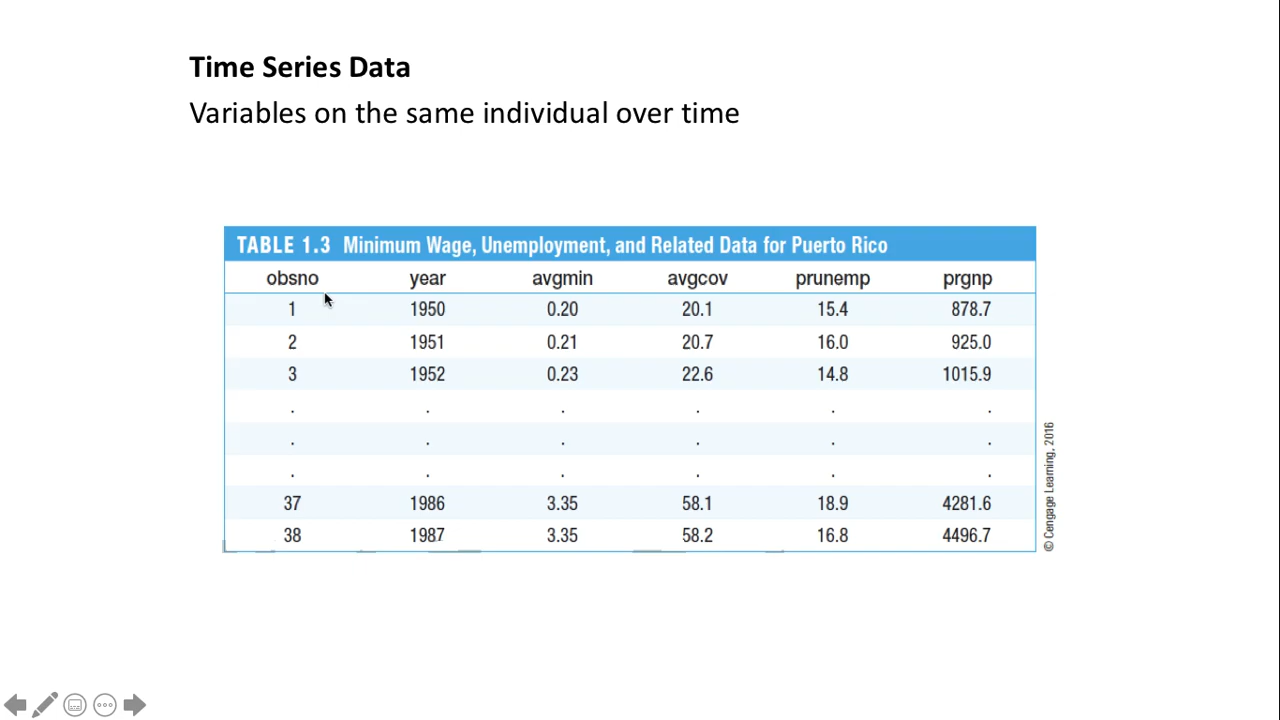 Time Series Data
Variables on the same individual over time
TABLE 1.3 Minimum Wage, Unemployment, and Related Data for Puerto Rico
obsno year avgmin avgcov prunemp prgnp
1 1950 0.20 20.1 15.4 878.7
2 1951 0.21 20.7 16.0 925.0
3 1952 0.23 22.6 14.8 1015.9
. . . . . .
. . . . . .
. . . . . .
37 1986 3.35 58.1 18.9 4281.6
38 1987 3.35 58.2 16.8 4496.7
© Cengage Learning, 2016